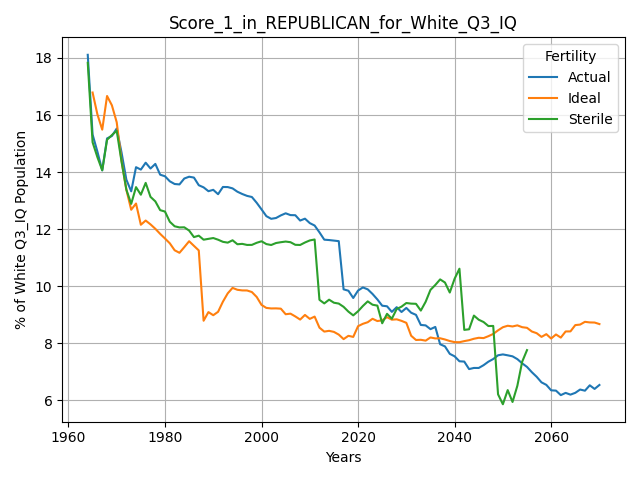 Score_1_in_REPUBLICAN_for_White_Q3_IQ
Fertility
Actual
Ideal
Sterile
% of White Q3_IQ Population
18
16
14
12
10
8
6
1960
1980
2000
2020
2040
2060
Years